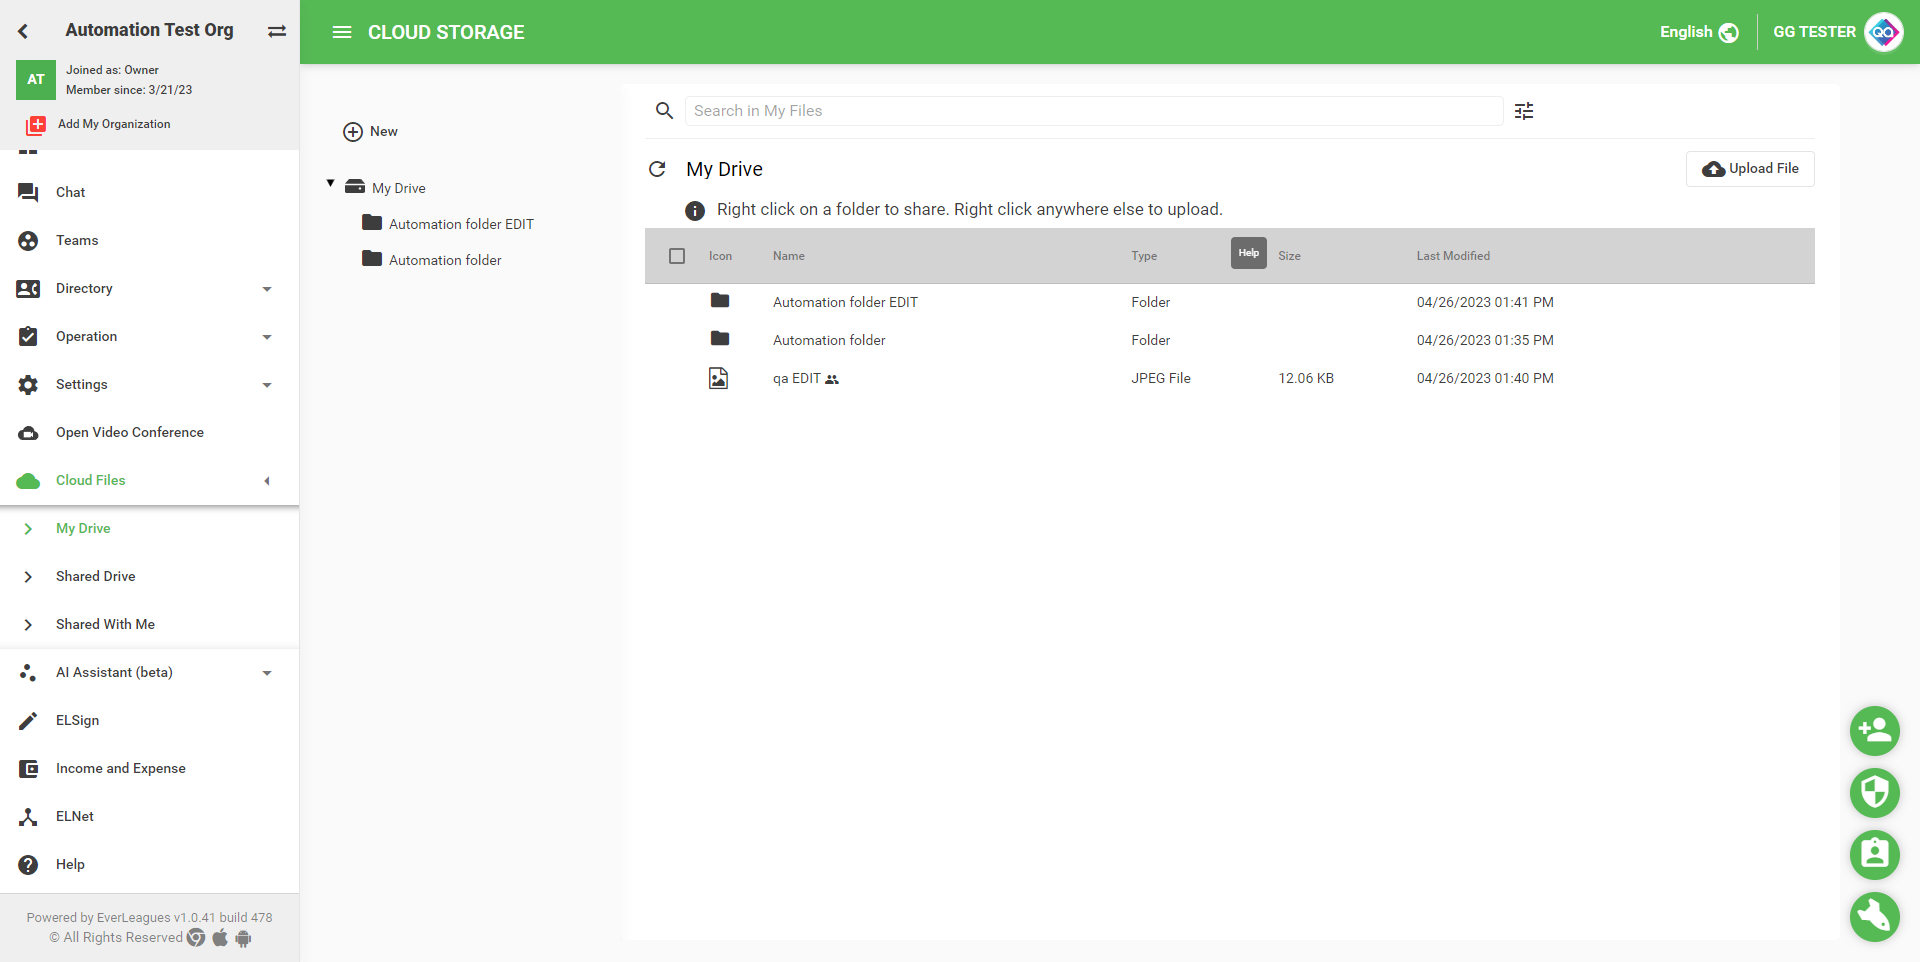 Automation Test Org
AT
Joined as: Owner
Member since: 3/21/23
Add My Organization
Chat
Teams
Directory
Operation
Settings
Open Video Conference
Cloud Files
My Drive
Shared Drive
Shared With Me
AI Assistant (beta)
ELSign
Income and Expense
ELNet
Help
Powered by EverLeagues v1.0.41 build 478
© All Rights Reserved
CLOUD STORAGE
English
GG TESTER
QA
New
My Drive
Automation folder EDIT
Automation folder
Search in My Files
My Drive
Upload File
Right click on a folder to share. Right click anywhere else to upload.
Icon Name Type Help Size Last Modified
Automation folder EDIT Folder 04/26/2023 01:41 PM
Automation folder Folder 04/26/2023 01:35 PM
qa EDIT JPEG File 12.06 KB 04/26/2023 01:40 PM